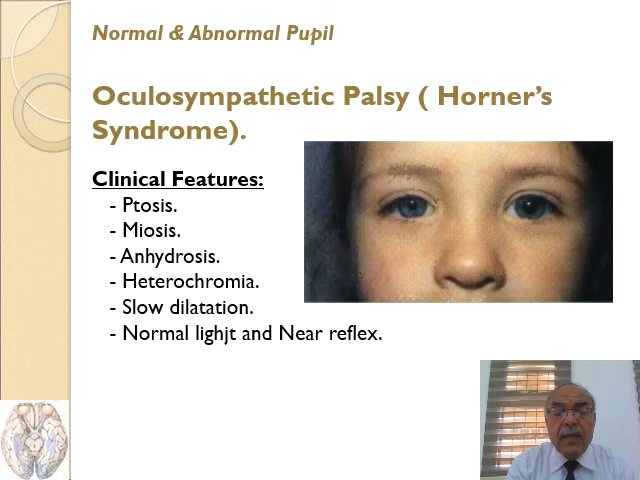 Normal & Abnormal Pupil
Oculosympathetic Palsy ( Horner’s
Syndrome).
Clinical Features:
- Ptosis.
- Miosis.
- Anhydrosis.
- Heterochromia.
- Slow dilatation.
- Normal lighjt and Near reflex.